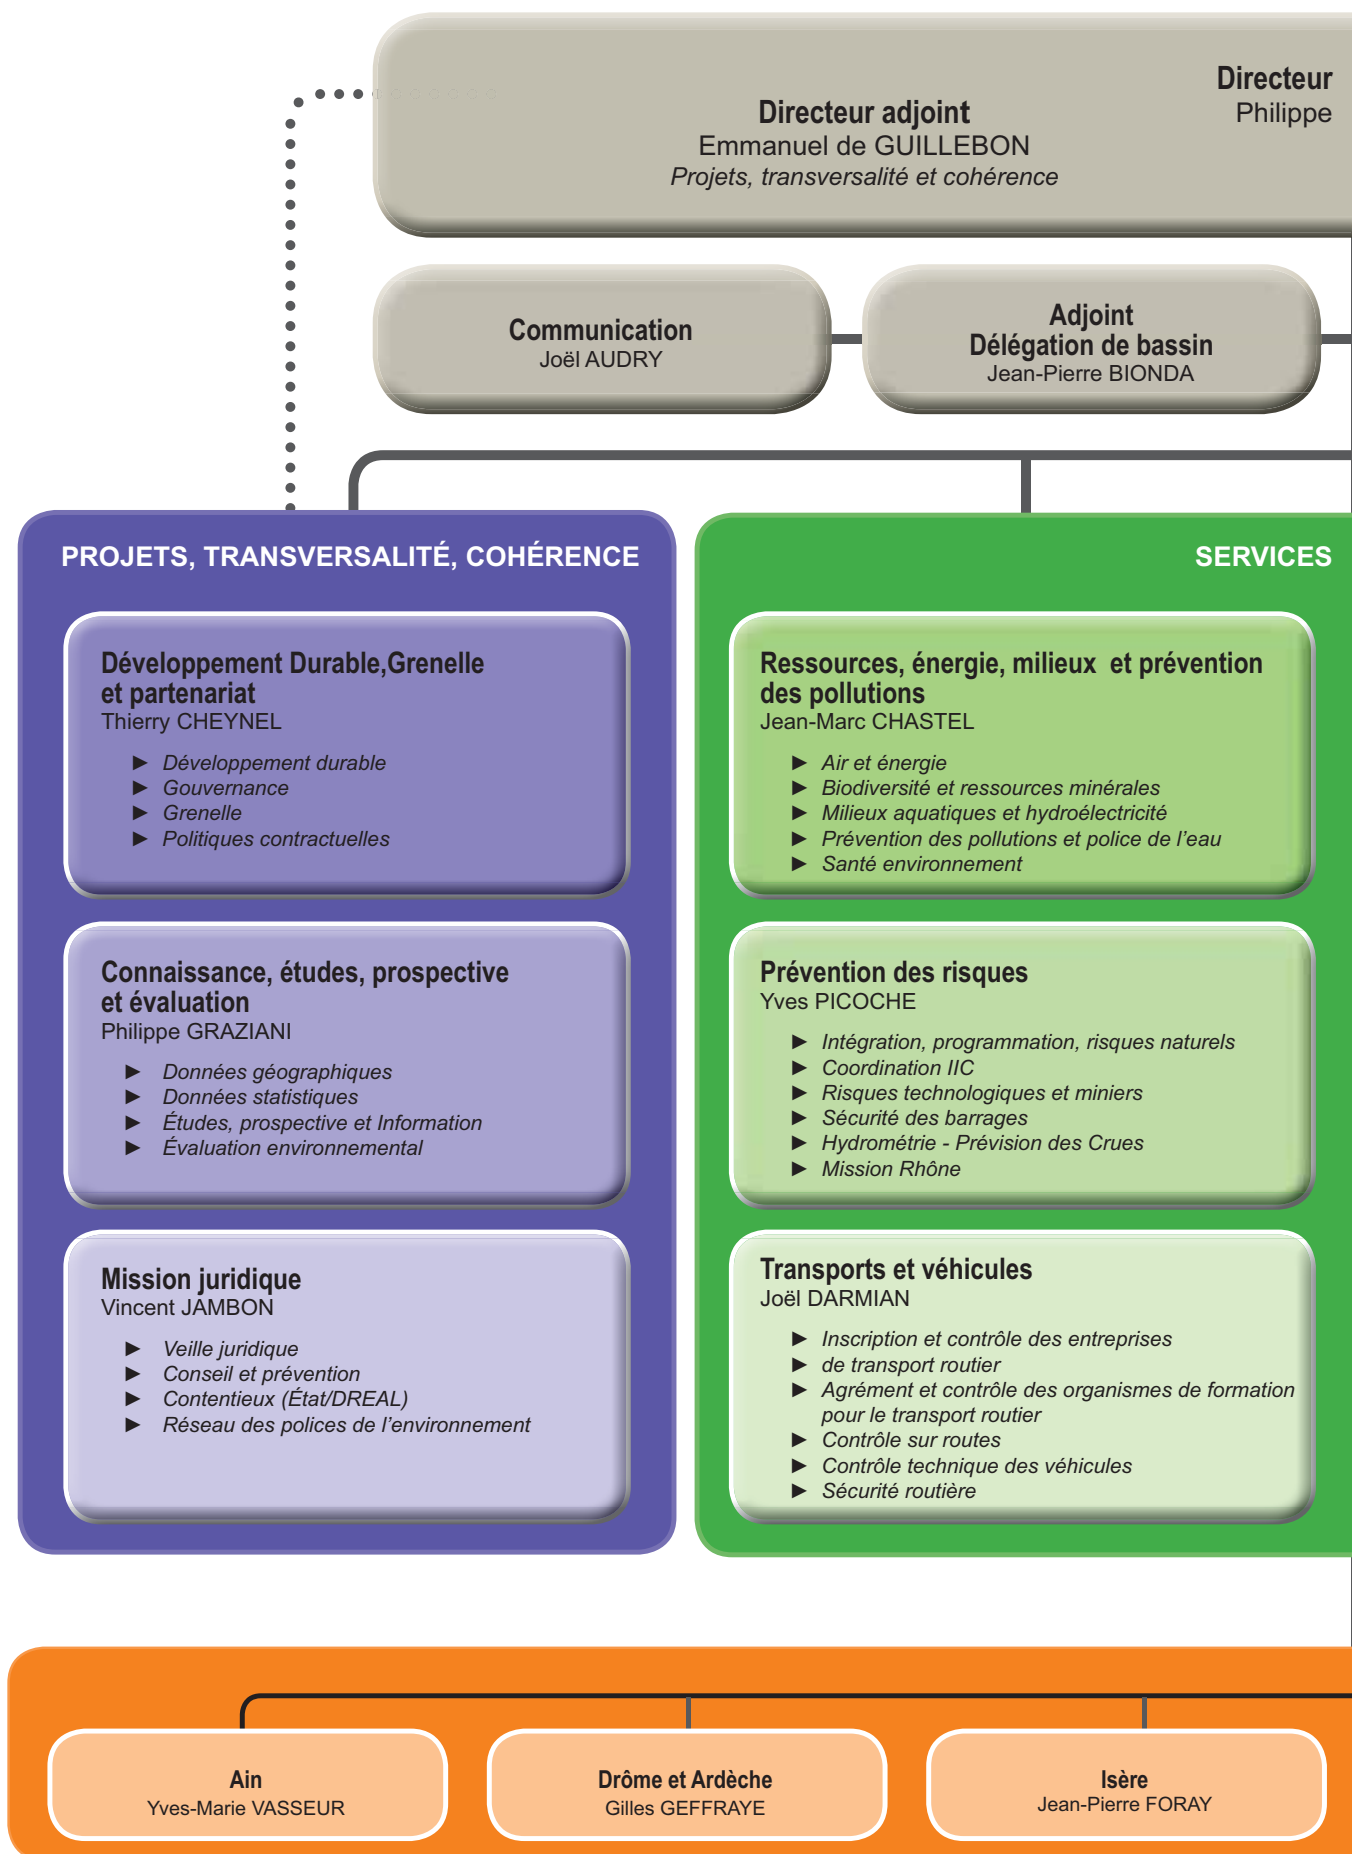 Directeur
Philippe
Directeur adjoint
Emmanuel de GUILLEBON
Projets, transversalité et cohérence
Communication
Joël AUDRY
Adjoint
Délégation de bassin
Jean-Pierre BIONDA
PROJETS, TRANSVERSALITÉ, COHÉRENCE
Développement Durable,Grenelle
et partenariat
Thierry CHEYNEL
► Développement durable
► Gouvernance
► Grenelle
► Politiques contractuelles
Connaissance, études, prospective
et évaluation
Philippe GRAZIANI
► Données géographiques
► Données statistiques
► Études, prospective et Information
► Évaluation environnemental
Mission juridique
Vincent JAMBON
► Veille juridique
► Conseil et prévention
► Contentieux (État/DREAL)
► Réseau des polices de l’environnement
SERVICES
Ressources, énergie, milieux et prévention
des pollutions
Jean-Marc CHASTEL
► Air et énergie
► Biodiversité et ressources minérales
► Milieux aquatiques et hydroélectricité
► Prévention des pollutions et police de l’eau
► Santé environnement
Prévention des risques
Yves PICOCHE
► Intégration, programmation, risques naturels
► Coordination IIC
► Risques technologiques et miniers
► Sécurité des barrages
► Hydrométrie - Prévision des Crues
► Mission Rhône
Transports et véhicules
Joël DARMIAN
► Inscription et contrôle des entreprises
► de transport routier
► Agrément et contrôle des organismes de formation
pour le transport routier
► Contrôle sur routes
► Contrôle technique des véhicules
► Sécurité routière
Ain
Yves-Marie VASSEUR
Drôme et Ardèche
Gilles GEFFRAYE
Isère
Jean-Pierre FORAY